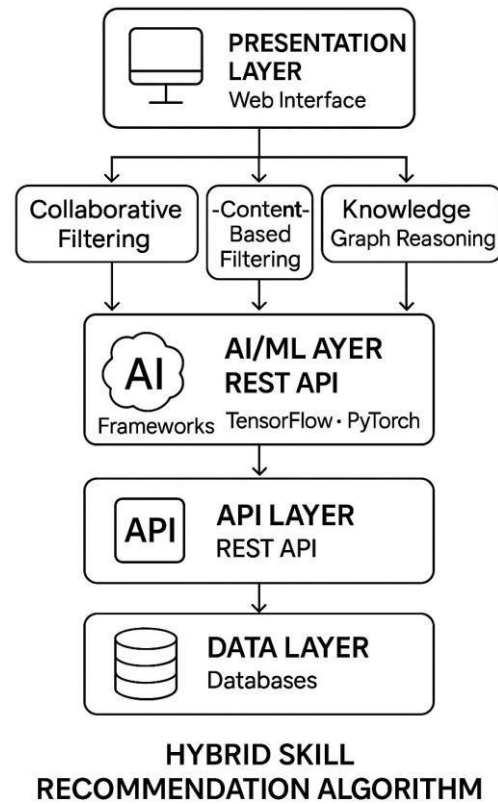 PRESENTATION
LAYER
Web Interface
Collaborative
Filtering
-Content-
Based
Filtering
Knowledge
Graph Reasoning
AI
AI/ML AYER
REST API
Frameworks TensorFlow · PyTorch
API
API LAYER
REST API
DATA LAYER
Databases
HYBRID SKILL
RECOMMENDATION ALGORITHM